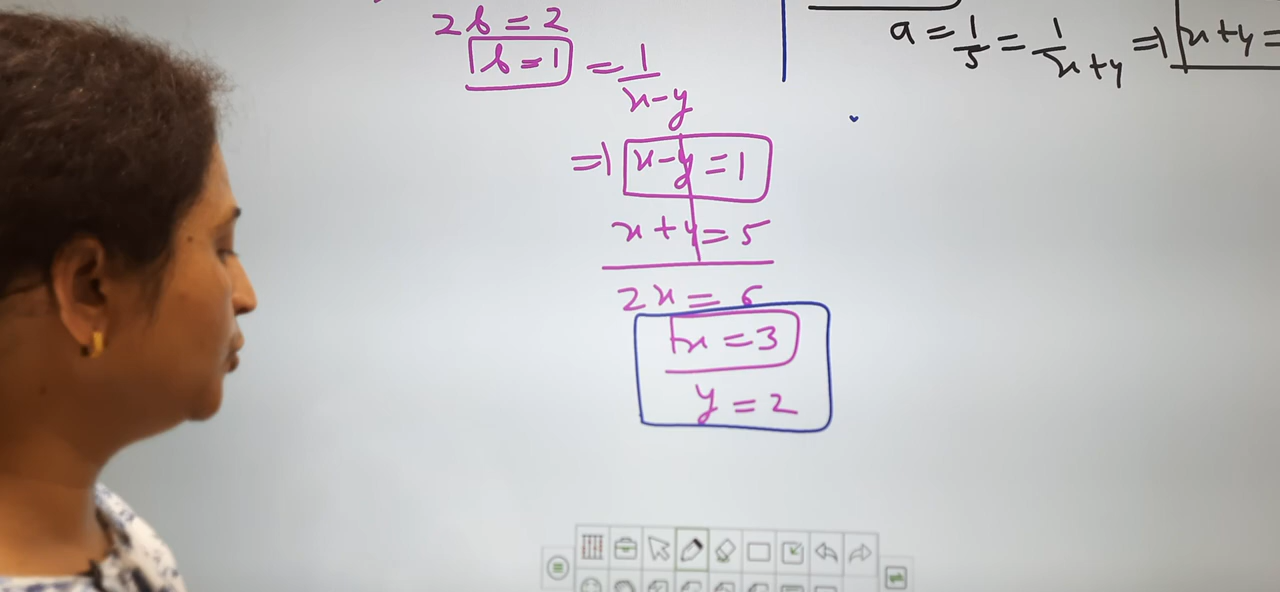 2b = 2
b = 1 = 1/x-y
⇒ x-y = 1
x+y = 5
2x = 6
x = 3
y = 2
a = 1/5 = 1/x+y ⇒ x+y =